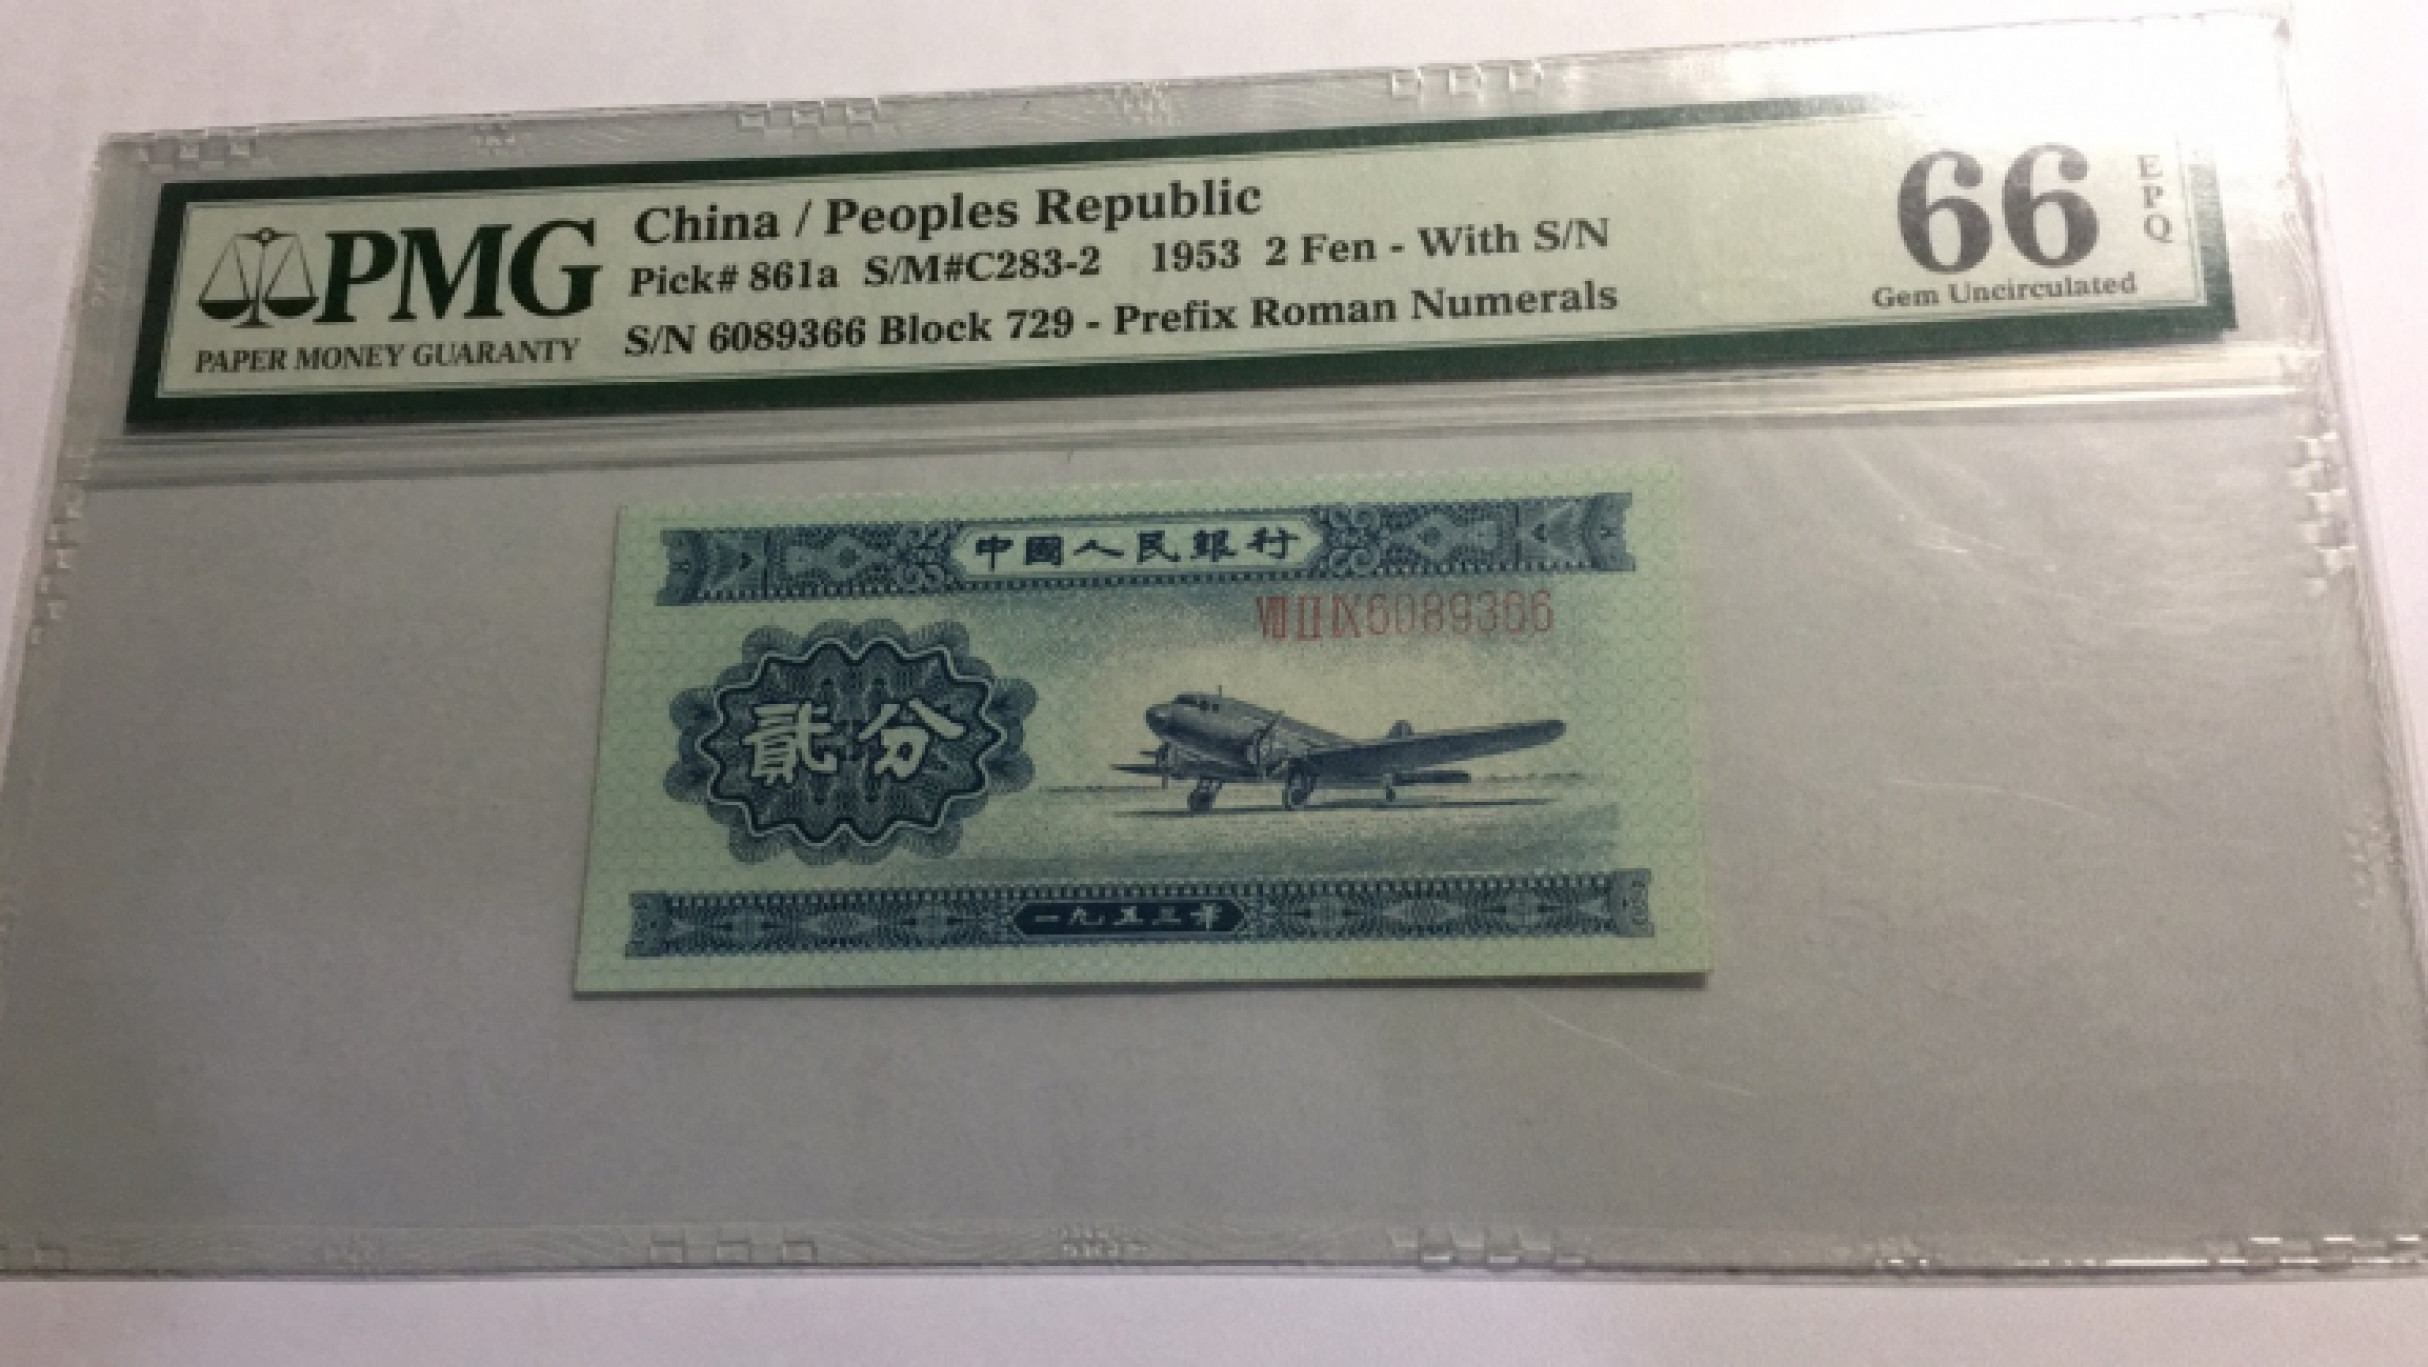 PMG
PAPER MONEY GUARANTY
China / Peoples Republic
Pick# 861a S/M#C283-2 1953 2 Fen - With S/N
S/N 6089366 Block 729 - Prefix Roman Numerals
66
EPQ
Gem Uncirculated
中國人民銀行
VIIIIIIX6089366
貳分
一九五三年